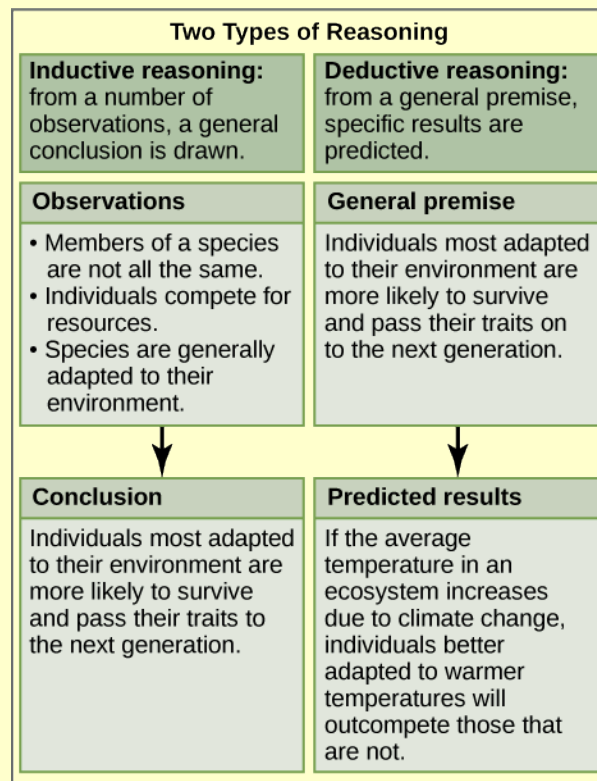 Two Types of Reasoning
Inductive reasoning:
from a number of
observations, a general
conclusion is drawn.
Deductive reasoning:
from a general premise,
specific results are
predicted.
Observations
• Members of a species
are not all the same.
• Individuals compete for
resources.
• Species are generally
adapted to their
environment.
General premise
Individuals most adapted
to their environment are
more likely to survive
and pass their traits on
to the next generation.
Conclusion
Individuals most adapted
to their environment are
more likely to survive
and pass their traits to
the next generation.
Predicted results
If the average
temperature in an
ecosystem increases
due to climate change,
individuals better
adapted to warmer
temperatures will
outcompete those that
are not.